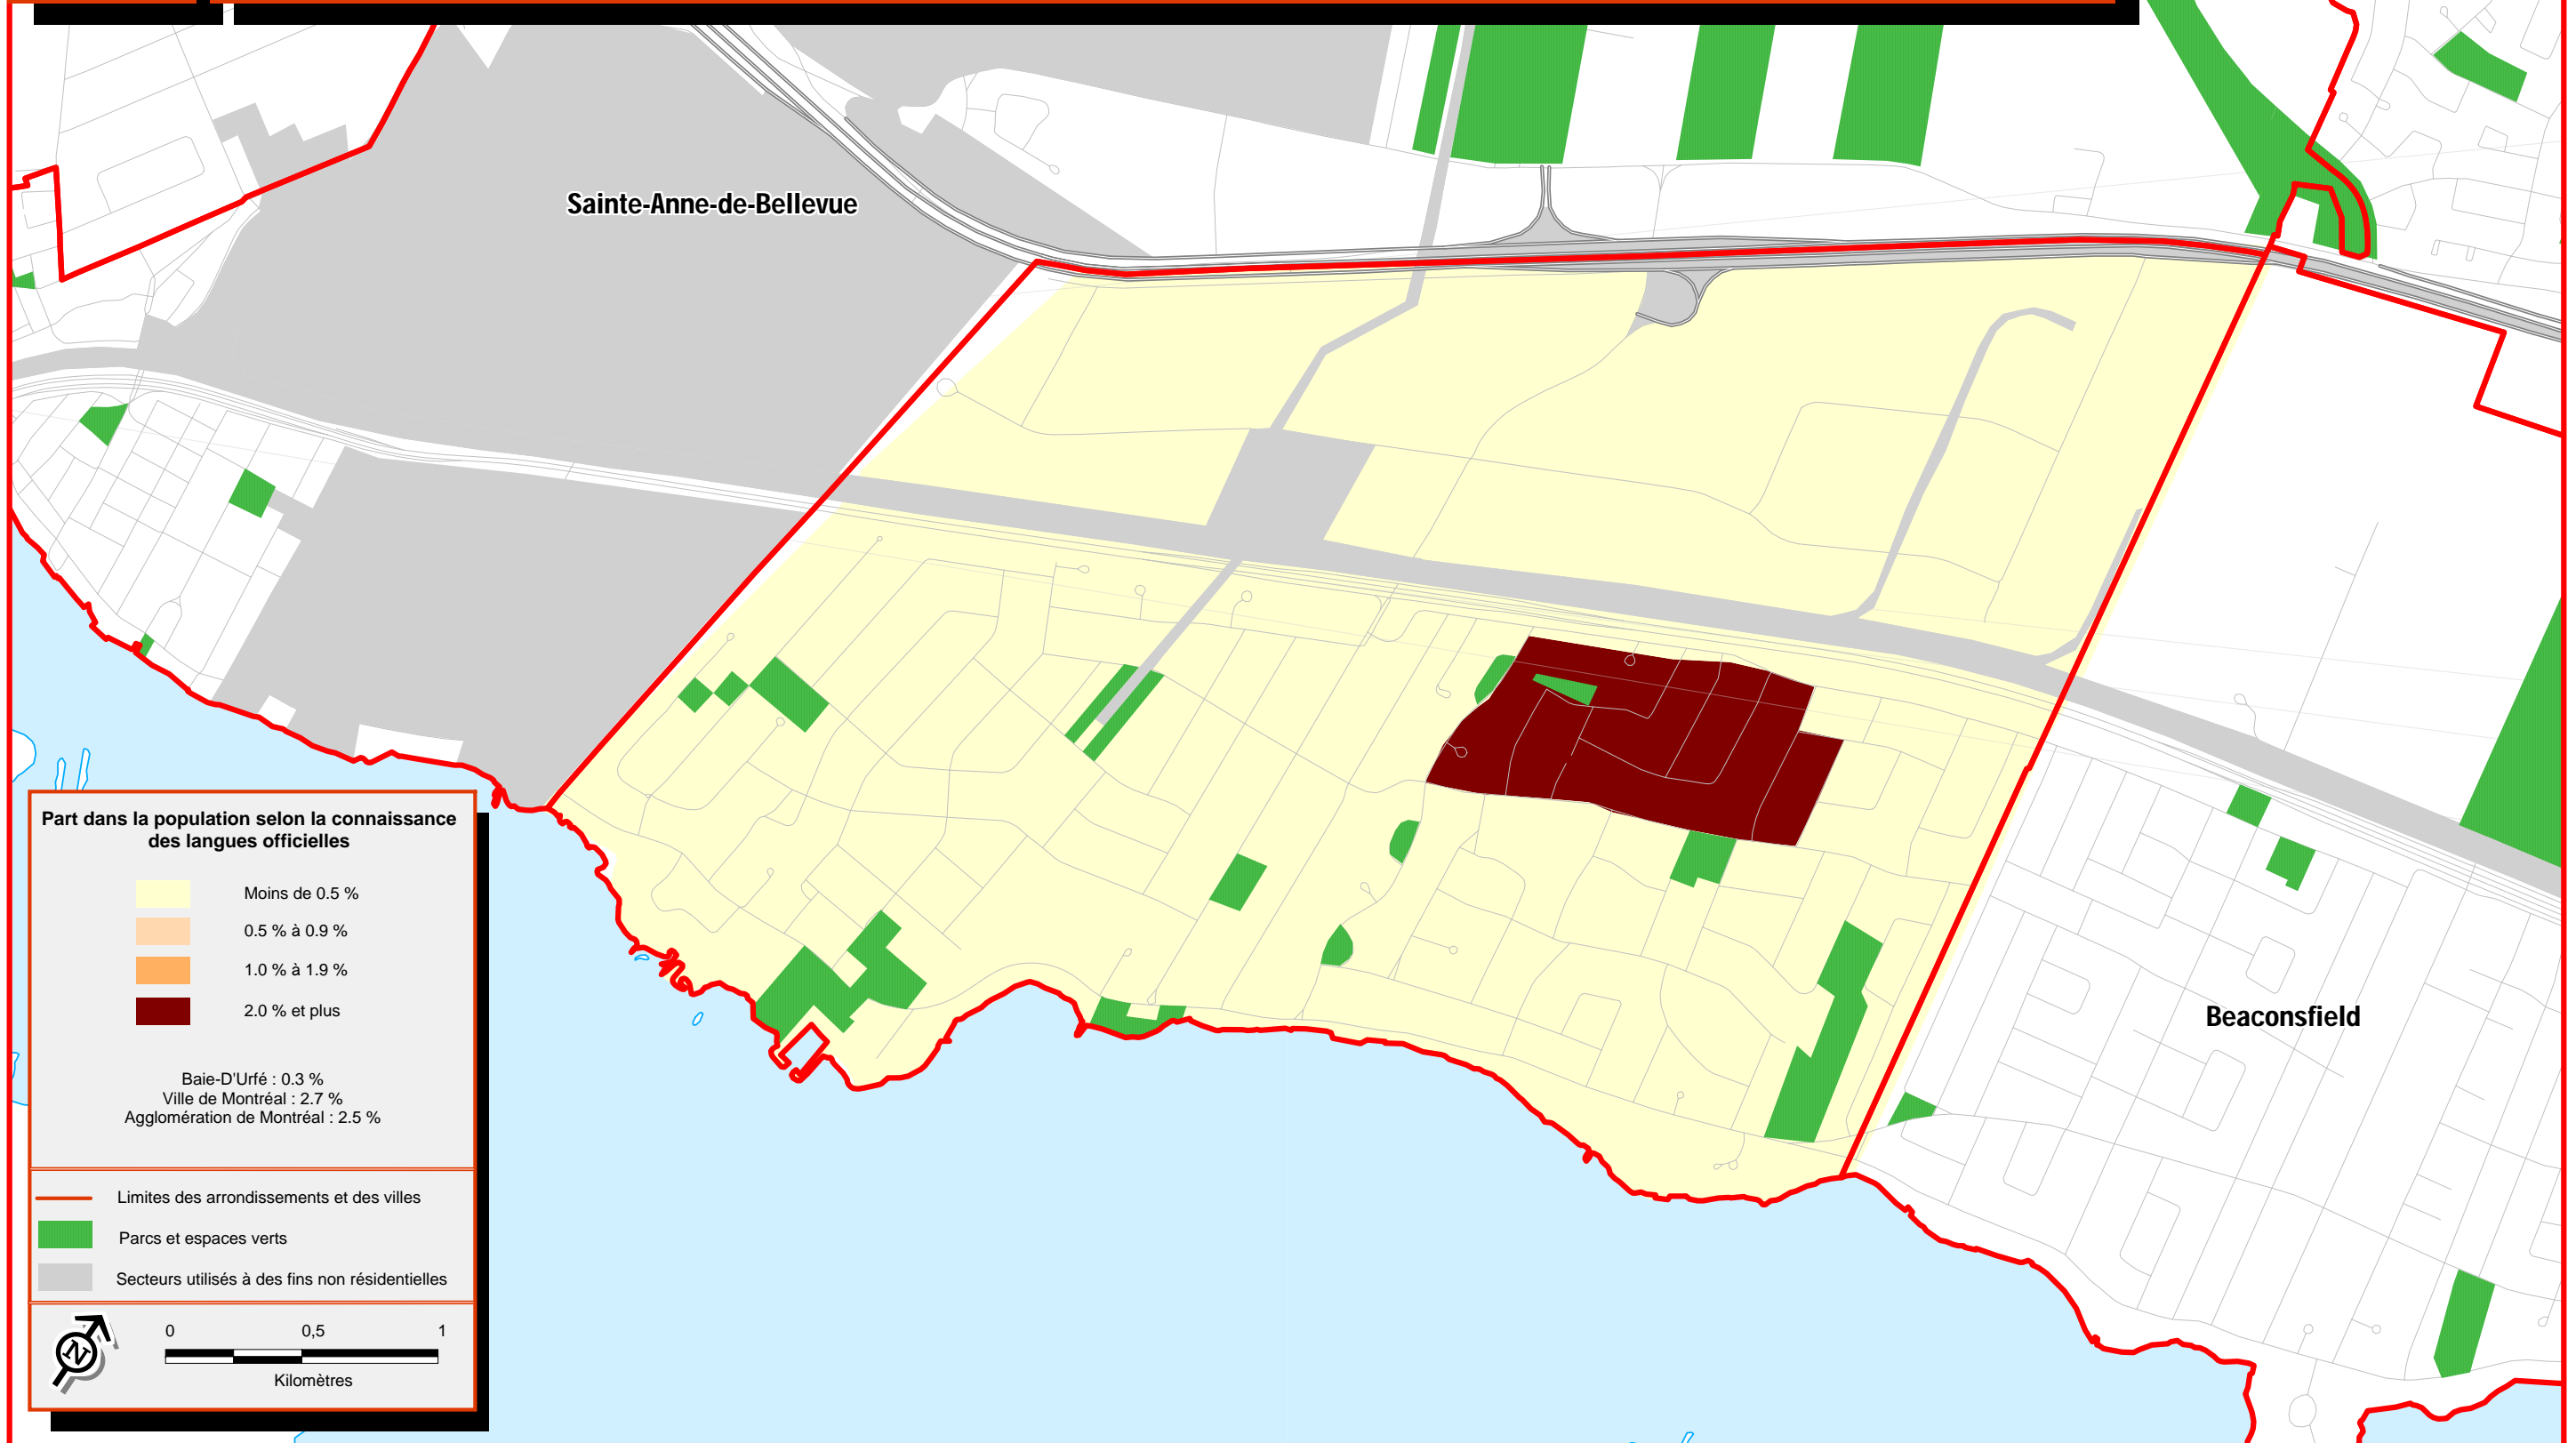 Sainte-Anne-de-Bellevue
Part dans la population selon la connaissance
des langues officielles
Moins de 0.5 %
0.5 % à 0.9 %
1.0 % à 1.9 %
2.0 % et plus
Baie-D'Urfé : 0.3 %
Ville de Montréal : 2.7 %
Agglomération de Montréal : 2.5 %
Limites des arrondissements et des villes
Parcs et espaces verts
Secteurs utilisés à des fins non résidentielles
N
0 0,5 1
Kilomètres
Beaconsfield